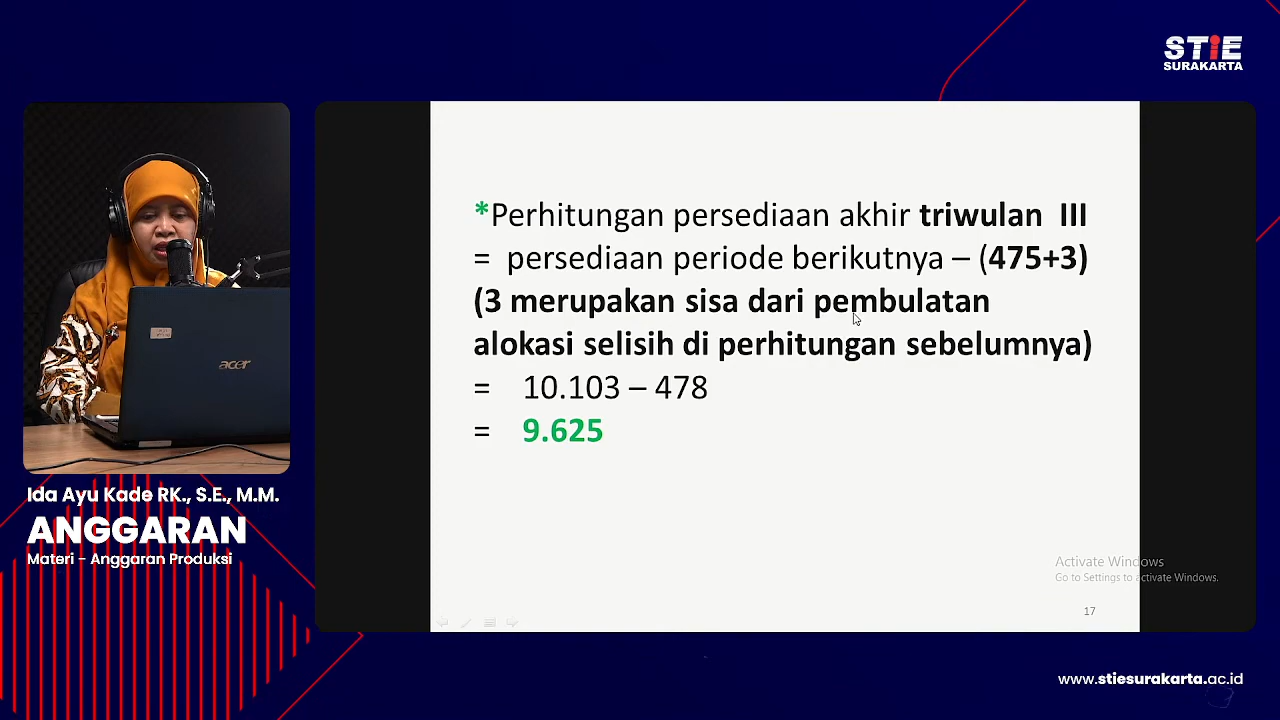 STIE
SURAKARTA
*Perhitungan persediaan akhir triwulan III
= persediaan periode berikutnya – (475+3)
(3 merupakan sisa dari pembulatan
alokasi selisih di perhitungan sebelumnya)
= 10.103 – 478
= 9.625
acer
Ida Ayu Kade RK., S.E., M.M.
ANGGARAN
Materi - Anggaran Produksi
Activate Windows
Go to Settings to activate Windows.
17
www.stiesurakarta.ac.id